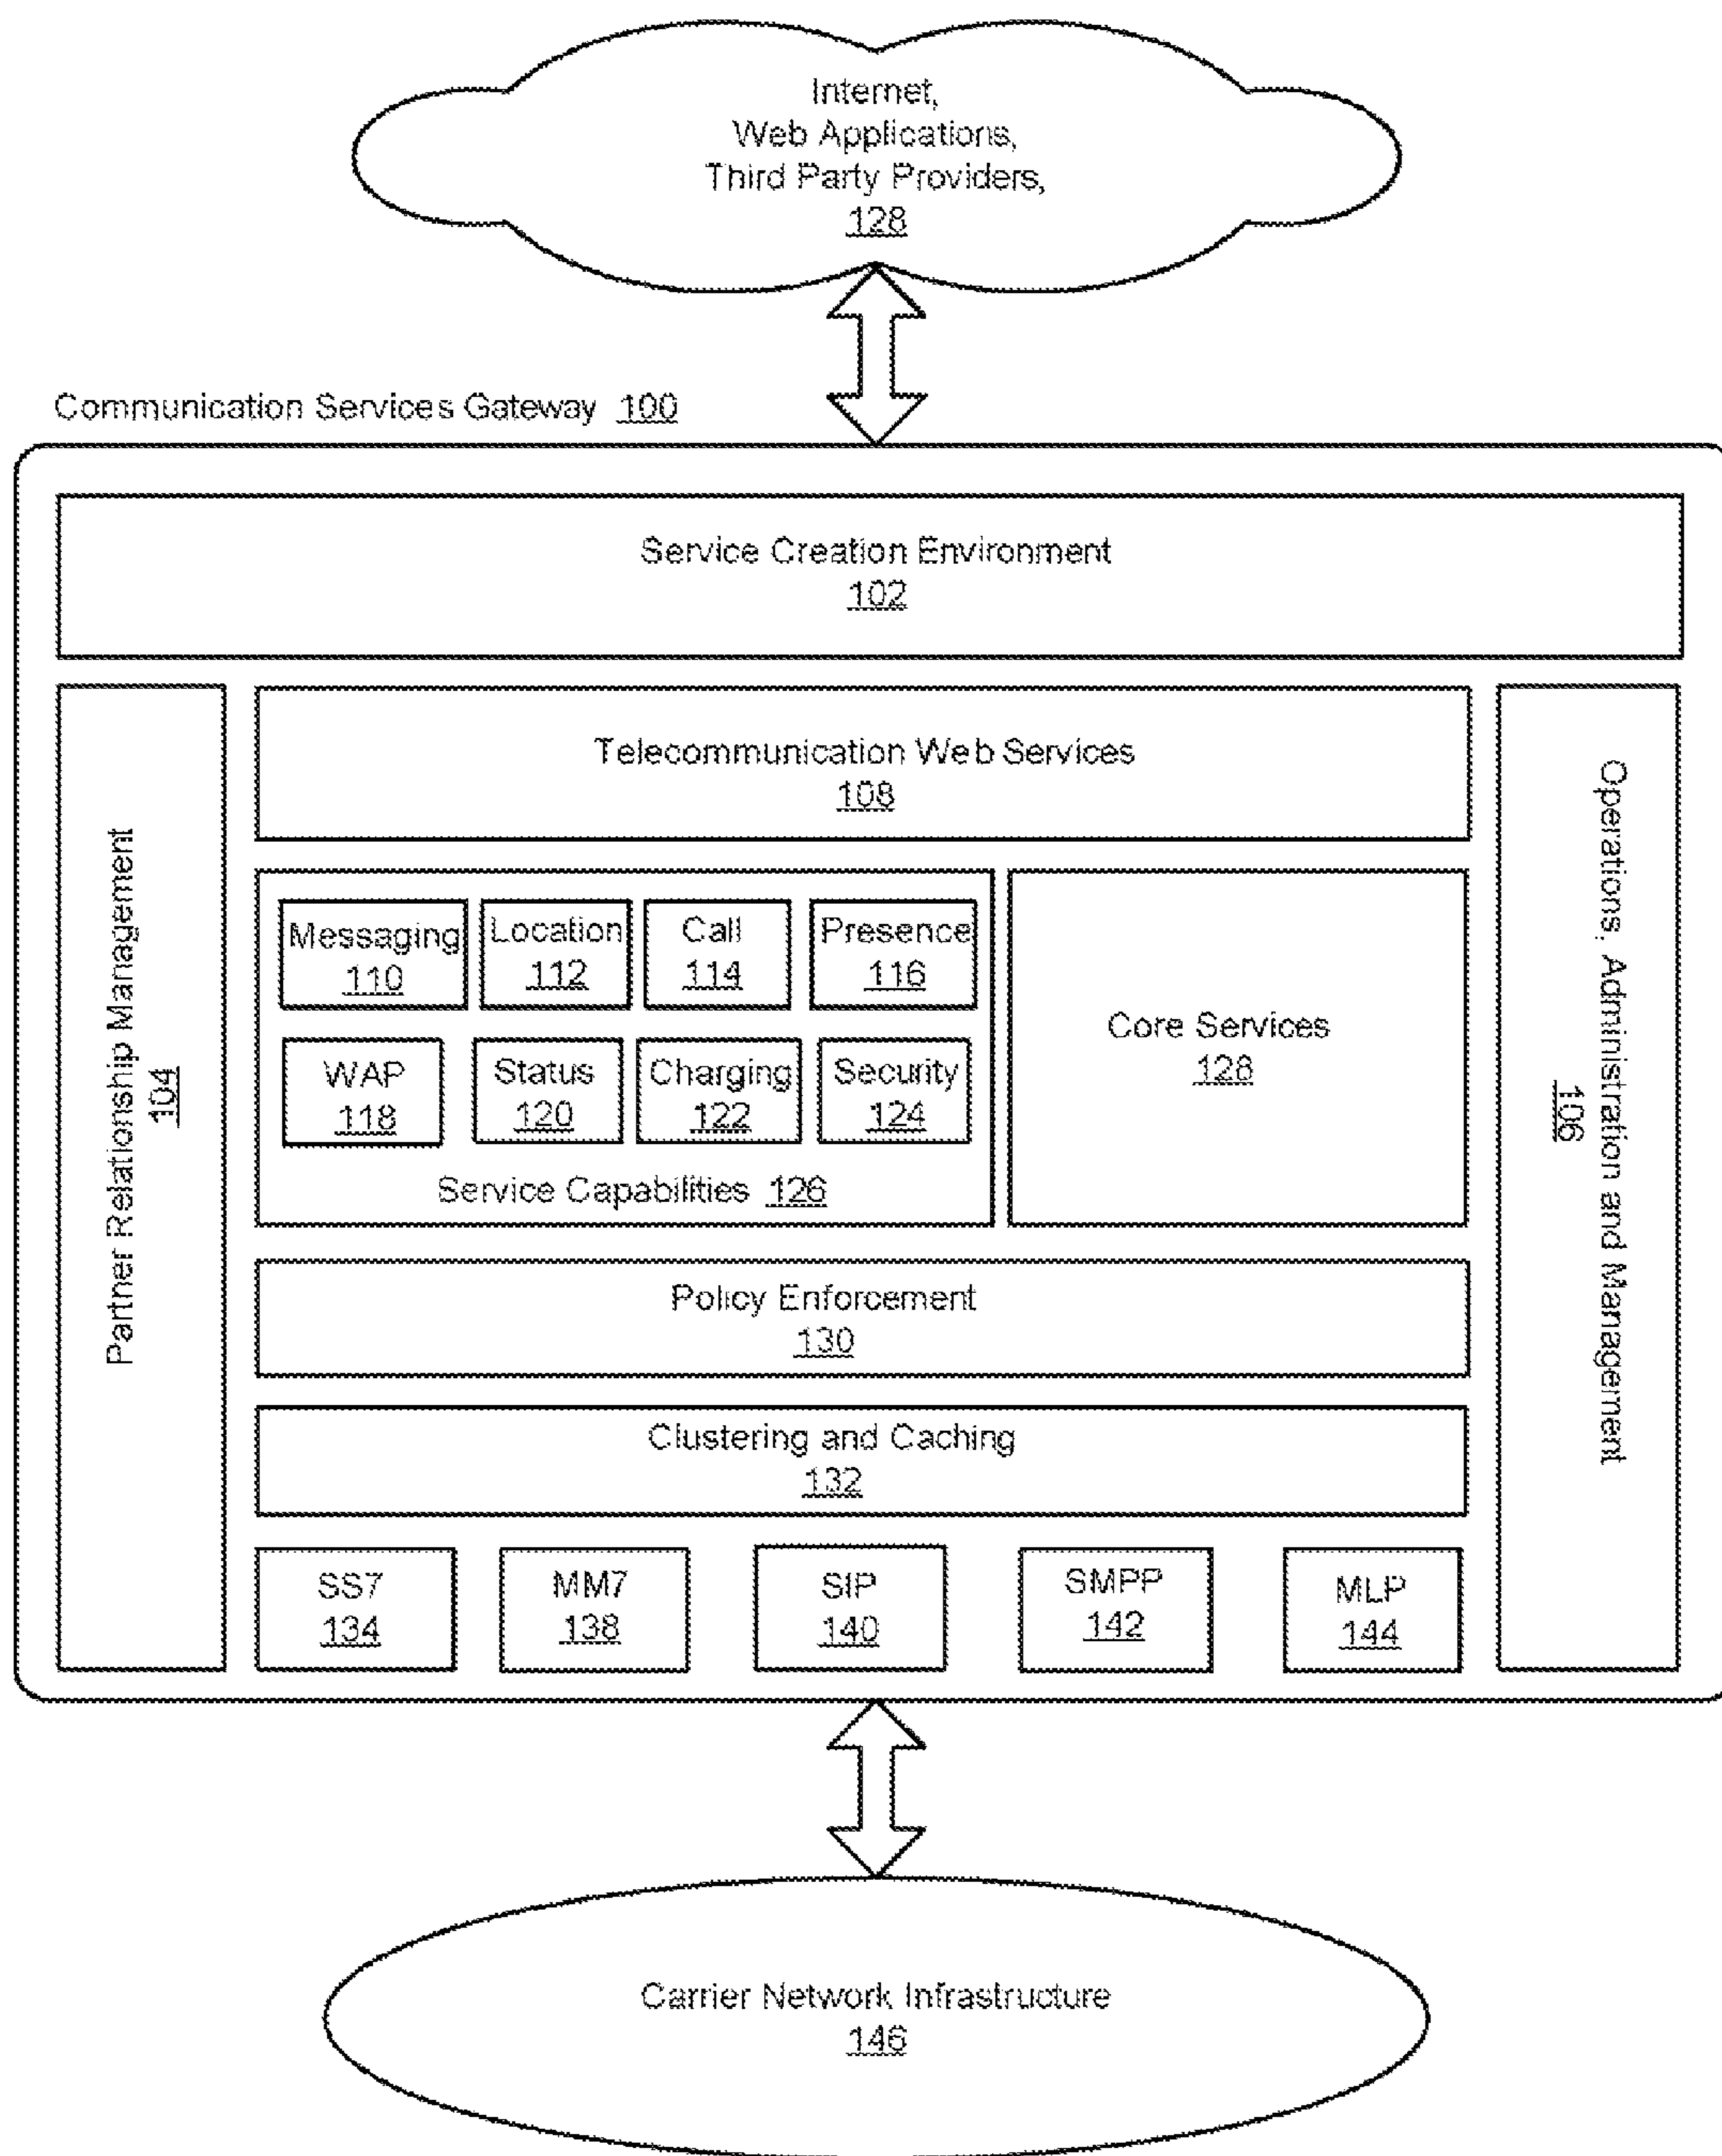 Internet,
Web Applications,
Third Party Providers,
128
Communication Services Gateway 100
Service Creation Environment
102
Partner Relationship Management
104
Telecommunication Web Services
108
Messaging
110
Location
112
Call
114
Presence
116
WAP
118
Status
120
Charging
122
Security
124
Service Capabilities 126
Core Services
128
Policy Enforcement
130
Clustering and Caching
132
SS7
134
MM7
138
SIP
140
SMPP
142
MLP
144
Operations, Administration and Management
106
Carrier Network Infrastructure
146